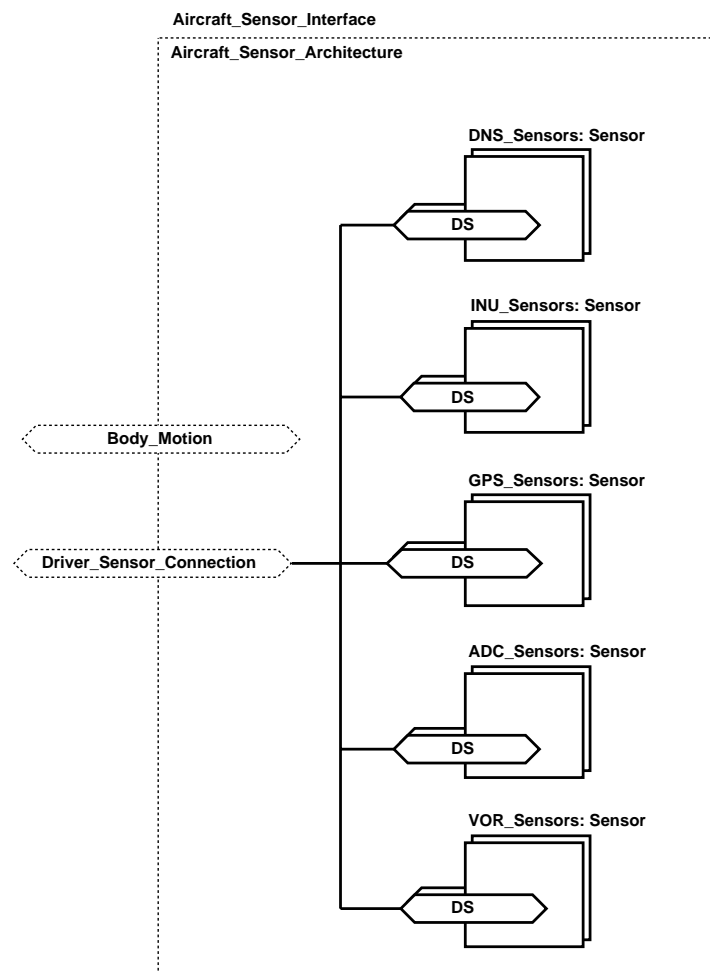 Aircraft_Sensor_Interface
Aircraft_Sensor_Architecture
DNS_Sensors: Sensor
DS
INU_Sensors: Sensor
DS
Body_Motion
GPS_Sensors: Sensor
Driver_Sensor_Connection
DS
ADC_Sensors: Sensor
DS
VOR_Sensors: Sensor
DS